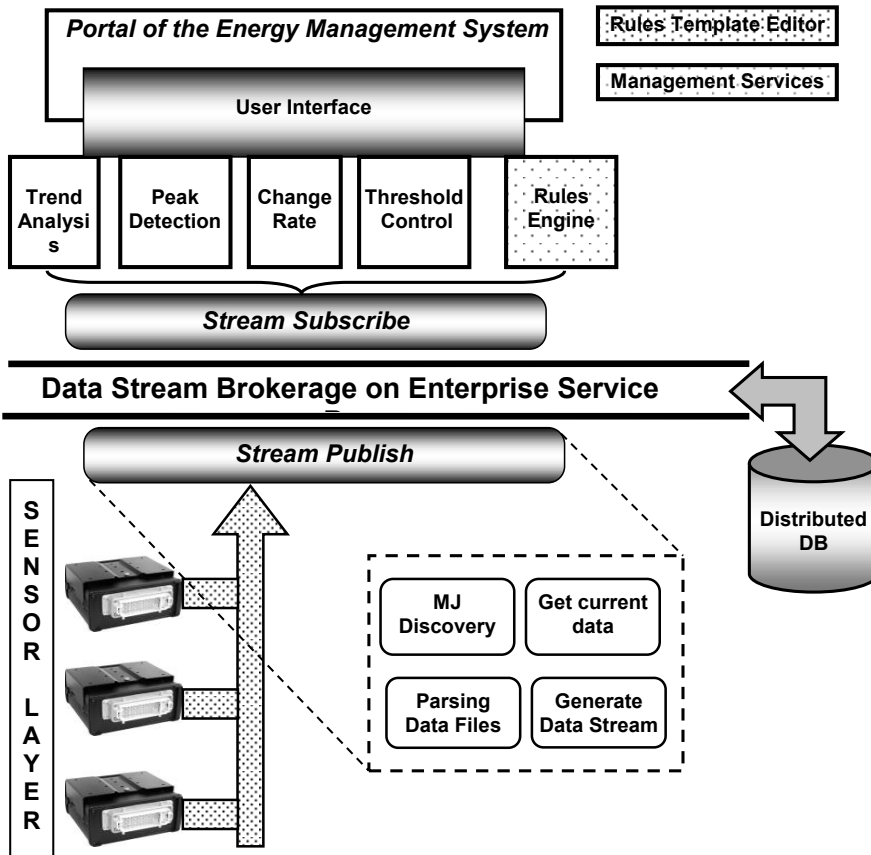 Portal of the Energy Management System
Rules Template Editor
Management Services
User Interface
Trend
Analysi
s
Peak
Detection
Change
Rate
Threshold
Control
Rules
Engine
Stream Subscribe
Data Stream Brokerage on Enterprise Service
Stream Publish
Distributed
DB
S
E
N
S
O
R
L
A
Y
E
R
MJ
Discovery
Get current
data
Parsing
Data Files
Generate
Data Stream